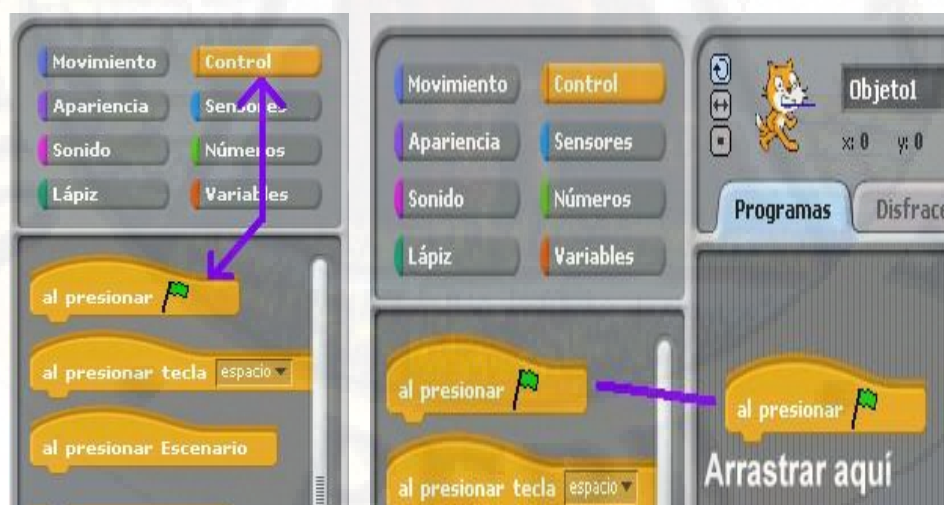 Movimiento Control
Apariencia Sensores
Sonido Números
Lápiz Variables
al presionar
al presionar tecla espacio
al presionar Escenario
Movimiento Control
Apariencia Sensores
Sonido Números
Lápiz Variables
al presionar
al presionar tecla espacio
Objeto1
x: 0 y: 0
Programas Disfrace
al presionar
Arrastrar aquí